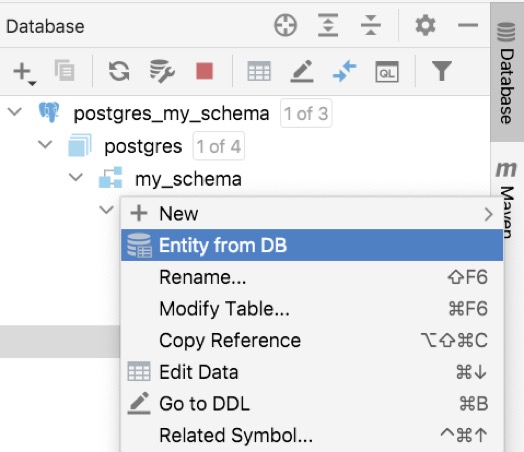 Database
postgres_my_schema 1 of 3
postgres 1 of 4
my_schema
New
Entity from DB
Rename... ⇧F6
Modify Table... ⌘F6
Copy Reference ⌥⇧⌘C
Edit Data ⌘↓
Go to DDL ⌘B
Related Symbol... ^⌘↑
QL
Database
m
Maven